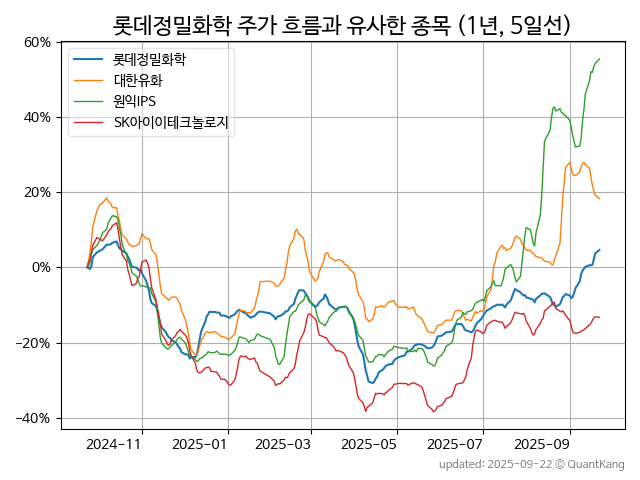 롯데정밀화학 주가 흐름과 유사한 종목 (1년, 5일선)
롯데정밀화학
대한유화
원익IPS
SK아이이테크놀로지
60%
40%
20%
0%
−20%
−40%
2024-11
2025-01
2025-03
2025-05
2025-07
2025-09
updated: 2025-09-22 © QuantKang